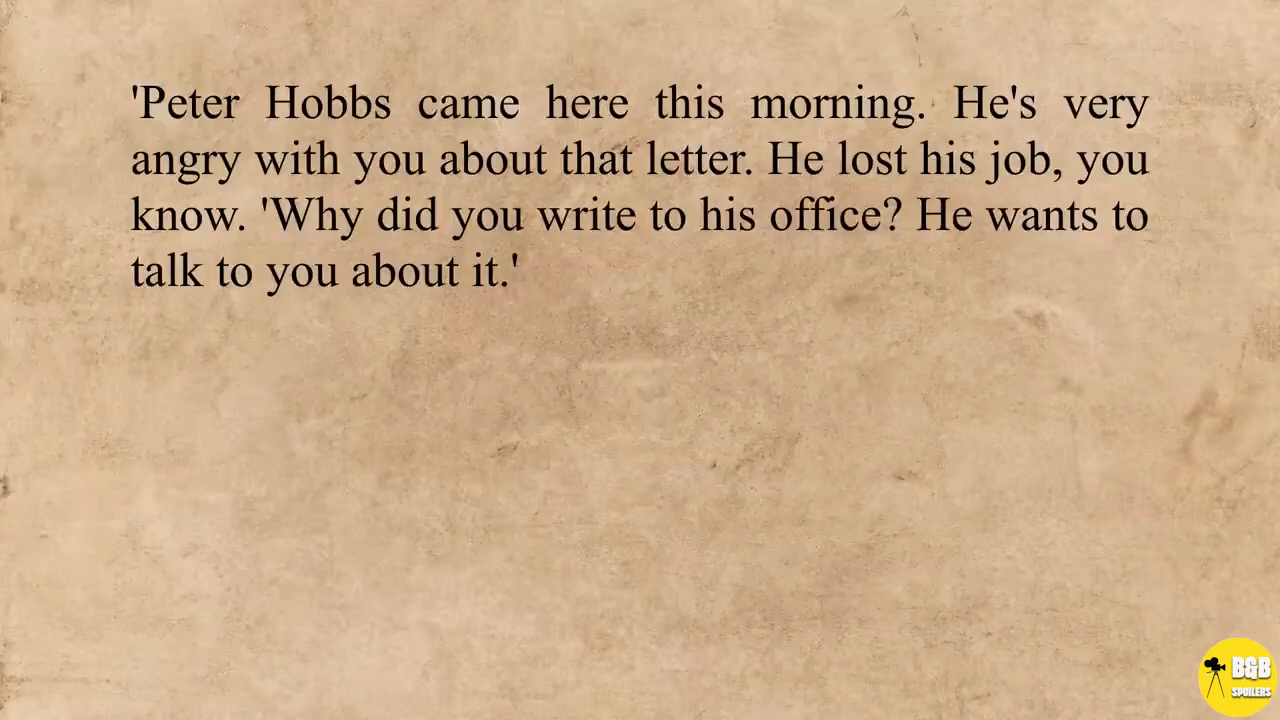 'Peter Hobbs came here this morning. He's very
angry with you about that letter. He lost his job, you
know. 'Why did you write to his office? He wants to
talk to you about it.'
B&B
SPOILERS